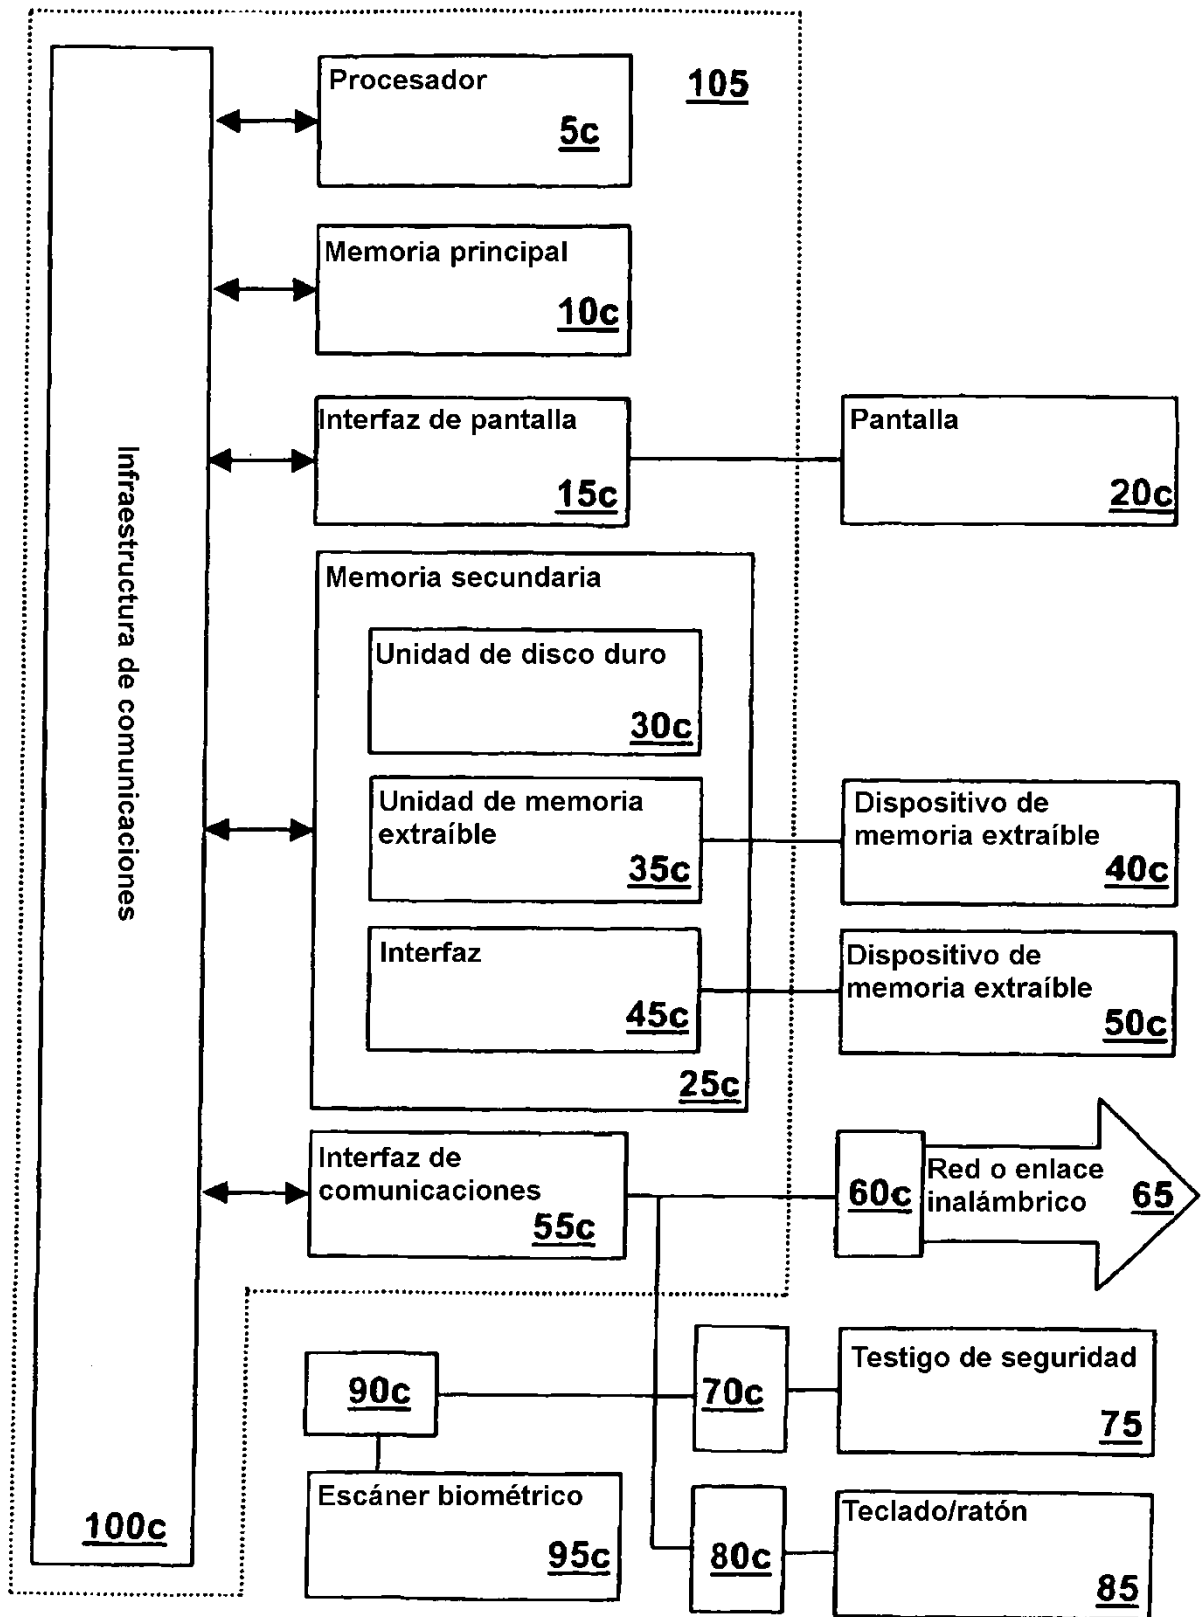 Procesador
105
5c
Memoria principal
10c
Interfaz de pantalla
15c
Pantalla
20c
Infraestructura de comunicaciones
Memoria secundaria
Unidad de disco duro
30c
Unidad de memoria
extraíble
35c
Dispositivo de
memoria extraíble
40c
Interfaz
45c
Dispositivo de
memoria extraíble
50c
25c
Interfaz de
comunicaciones
55c
60c
Red o enlace
inalámbrico
65
90c
70c
Testigo de seguridad
75
Escáner biométrico
95c
80c
Teclado/ratón
85
100c